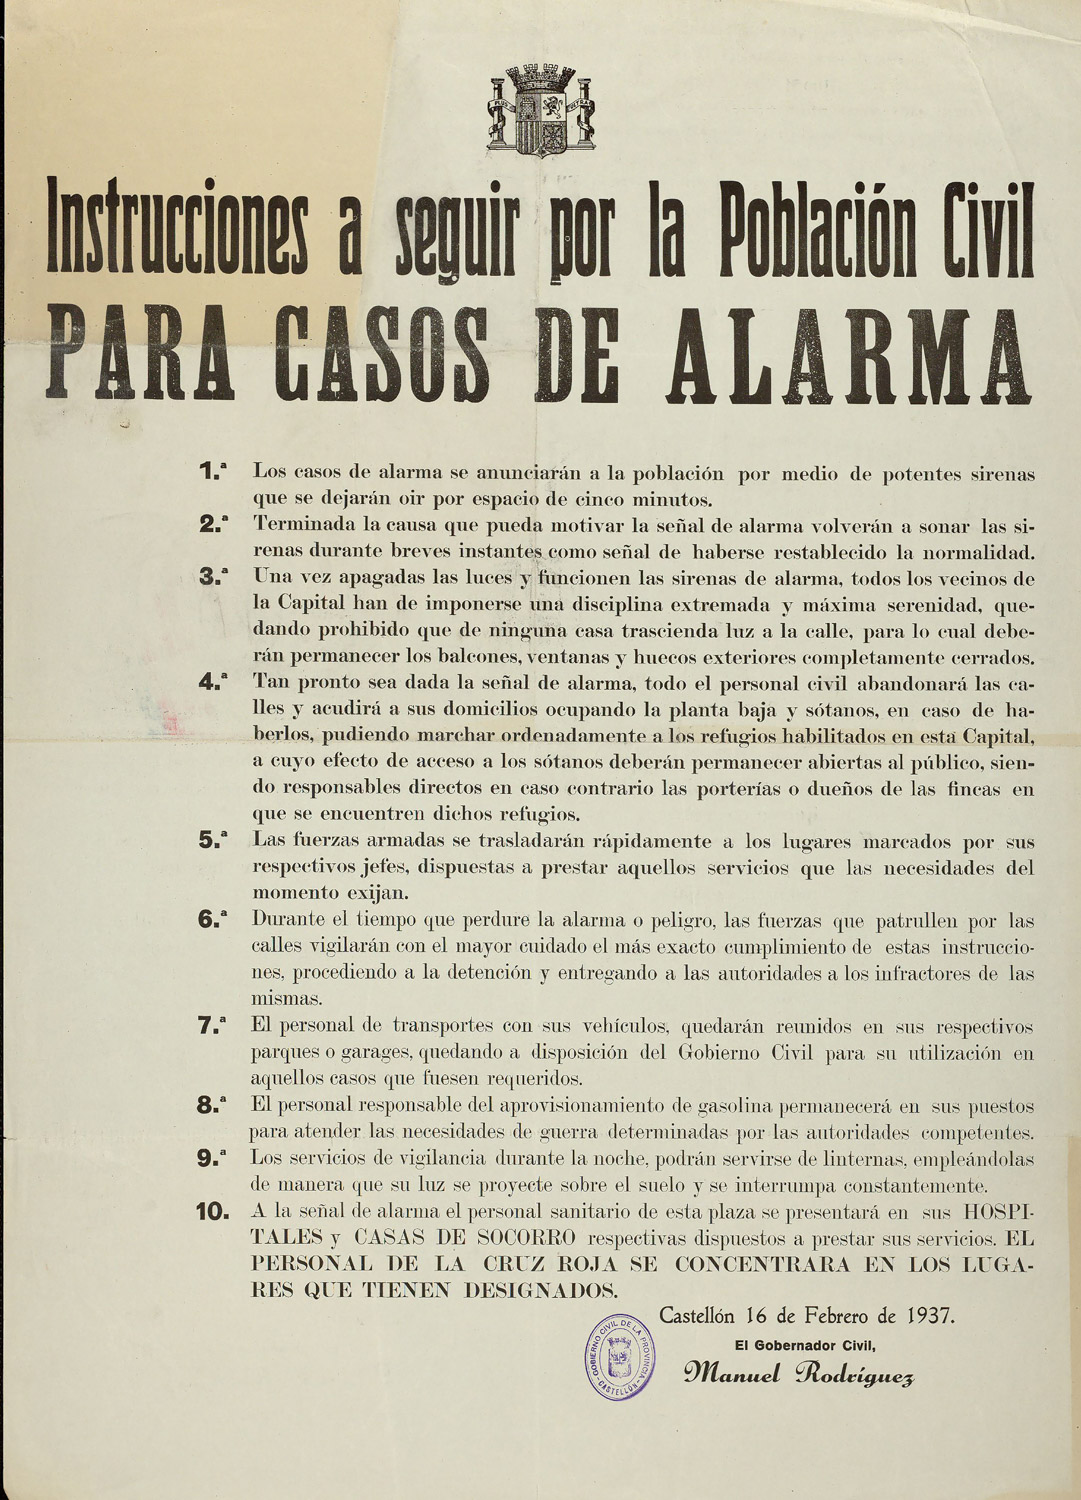 PLUS ULTRA
Instrucciones a seguir por la Población Civil
PARA CASOS DE ALARMA
1.ª Los casos de alarma se anunciarán a la población por medio de potentes sirenas
que se dejarán oir por espacio de cinco minutos.
2.ª Terminada la causa que pueda motivar la señal de alarma volverán a sonar las si-
renas durante breves instantes como señal de haberse restablecido la normalidad.
3.ª Una vez apagadas las luces y funcionen las sirenas de alarma, todos los vecinos de
la Capital han de imponerse una disciplina extremada y máxima serenidad, que-
dando prohibido que de ninguna casa trascienda luz a la calle, para lo cual debe-
rán permanecer los balcones, ventanas y huecos exteriores completamente cerrados.
4.ª Tan pronto sea dada la señal de alarma, todo el personal civil abandonará las ca-
lles y acudirá a sus domicilios ocupando la planta baja y sótanos, en caso de ha-
berlos, pudiendo marchar ordenadamente a los refugios habilitados en esta Capital,
a cuyo efecto de acceso a los sótanos deberán permanecer abiertas al público, sien-
do responsables directos en caso contrario las porterías o dueños de las fincas en
que se encuentren dichos refugios.
5.ª Las fuerzas armadas se trasladarán rápidamente a los lugares marcados por sus
respectivos jefes, dispuestas a prestar aquellos servicios que las necesidades del
momento exijan.
6.ª Durante el tiempo que perdure la alarma o peligro, las fuerzas que patrullen por las
calles vigilarán con el mayor cuidado el más exacto cumplimiento de estas instruccio-
nes, procediendo a la detención y entregando a las autoridades a los infractores de las
mismas.
7.ª El personal de transportes con sus vehículos, quedarán reunidos en sus respectivos
parques o garages, quedando a disposición del Gobierno Civil para su utilización en
aquellos casos que fuesen requeridos.
8.ª El personal responsable del aprovisionamiento de gasolina permanecerá en sus puestos
para atender las necesidades de guerra determinadas por las autoridades competentes.
9.ª Los servicios de vigilancia durante la noche, podrán servirse de linternas, empleándolas
de manera que su luz se proyecte sobre el suelo y se interrumpa constantemente.
10. A la señal de alarma el personal sanitario de esta plaza se presentará en sus HOSPI-
TALES y CASAS DE SOCORRO respectivas dispuestos a prestar sus servicios. EL
PERSONAL DE LA CRUZ ROJA SE CONCENTRARA EN LOS LUGA-
RES QUE TIENEN DESIGNADOS.
Castellón 16 de Febrero de 1937.
El Gobernador Civil,
Manuel Rodríguez
GOBIERNO CIVIL DE LA PROVINCIA
CASTELLÓN